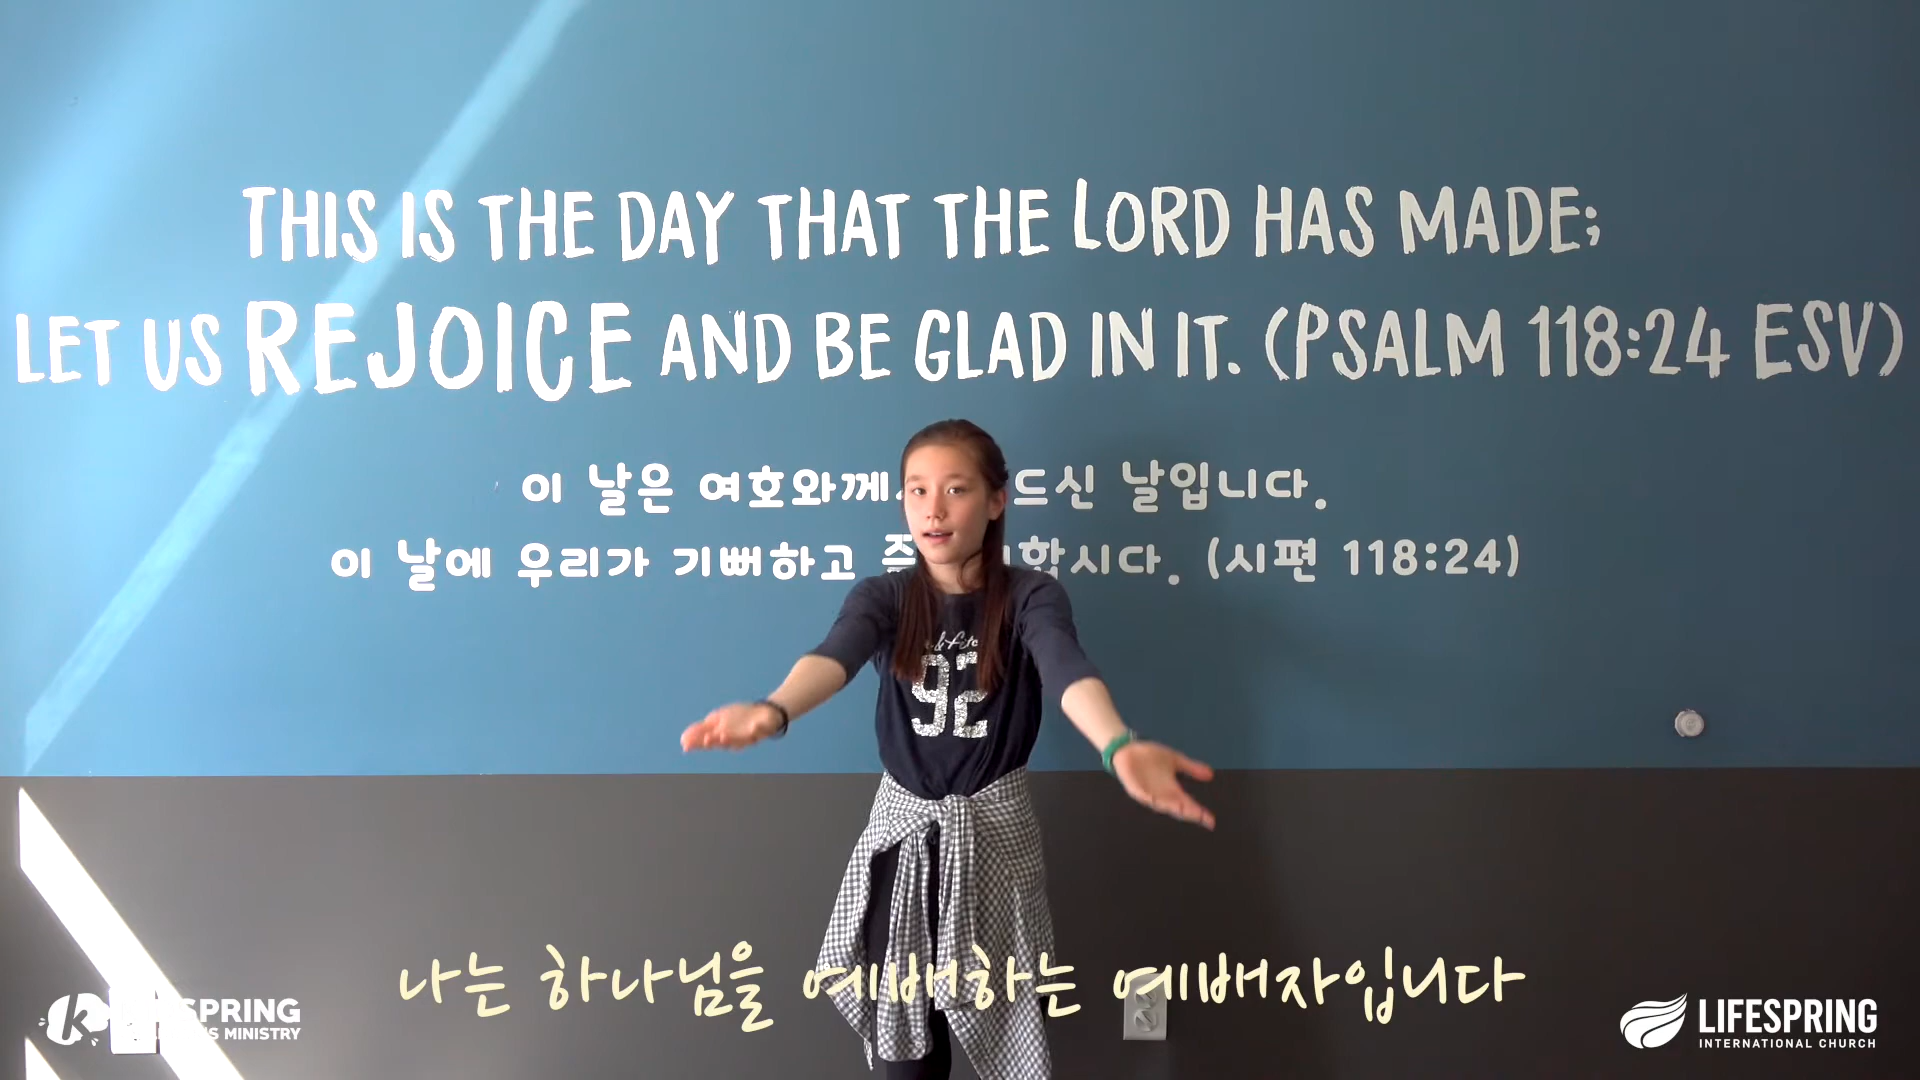 THIS IS THE DAY THAT THE LORD HAS MADE;
LET US REJOICE AND BE GLAD IN IT. (PSALM 118:24 ESV)
이 날은 여호와께 드신 날입니다.
이 날에 우리가 기뻐하고 합시다. (시편 118:24)
92
나는 하나님을 예배하는 예배자입니다
MINISTRY
LIFESPRING
INTERNATIONAL CHURCH